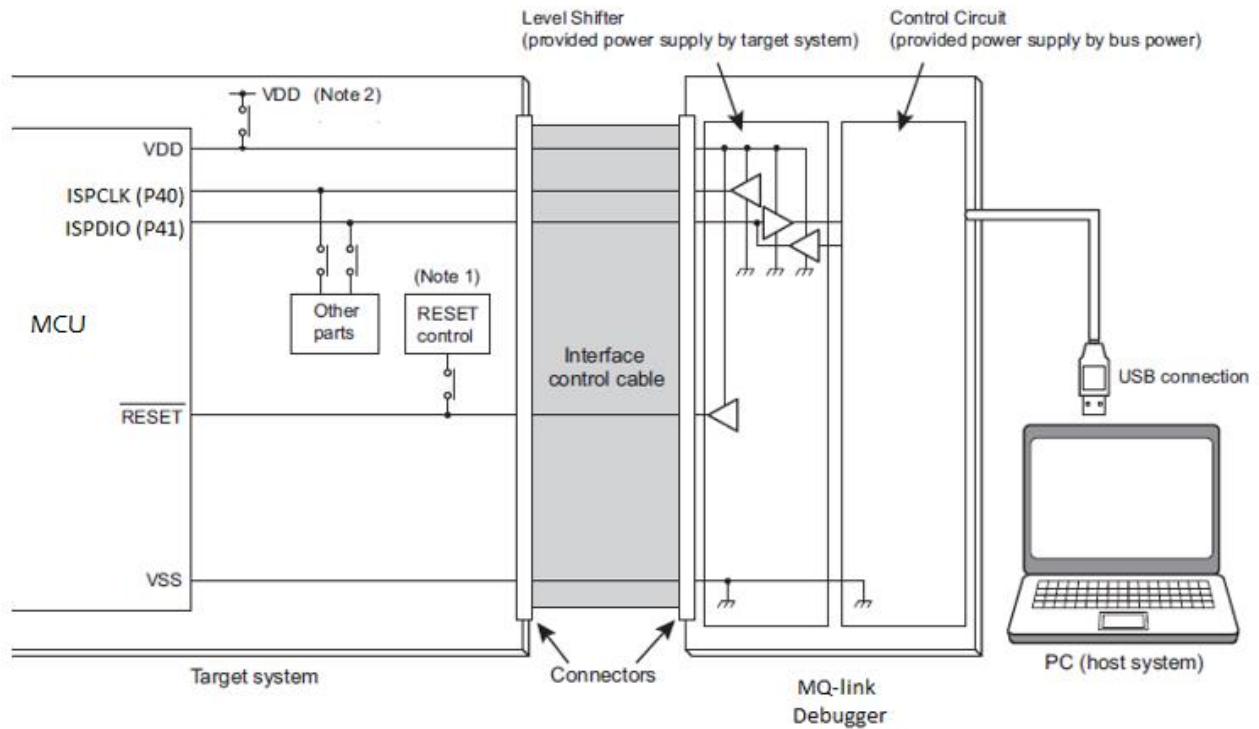 Level Shifter
(provided power supply by target system)
Control Circuit
(provided power supply by bus power)
VDD (Note 2)
VDD
ISPCLK (P40)
ISPDIO (P41)
(Note 1)
MCU
Other
parts
RESET
control
Interface
control cable
USB connection
RESET
VSS
Target system
Connectors
MQ-link
Debugger
PC (host system)